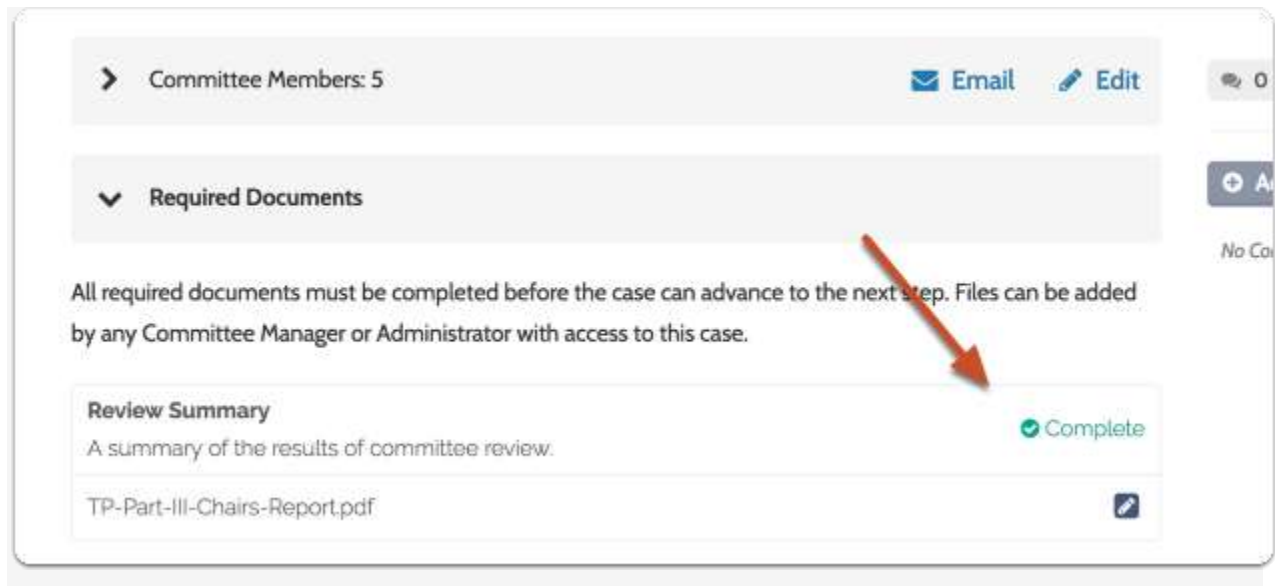 Committee Members: 5 Email Edit
0
Required Documents
No
All required documents must be completed before the case can advance to the next step. Files can be added
by any Committee Manager or Administrator with access to this case.
Review Summary
Complete
A summary of the results of committee review.
TP-Part-III-Chairs-Report.pdf